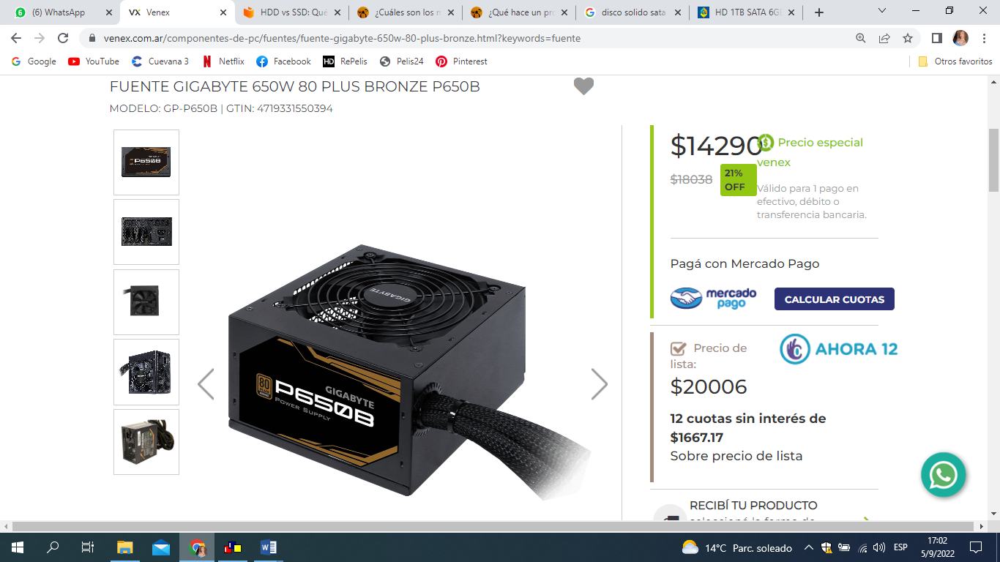 (6) WhatsApp
Venex
HDD vs SSD: Qué
¿Cuáles son los m
¿Qué hace un pro
disco solido sata
HD 1TB SATA 6GB
venex.com.ar/componentes-de-pc/fuentes/fuente-gigabyte-650w-80-plus-bronze.html?keywords=fuente
Google
YouTube
Cuevana 3
Netflix
Facebook
HD RePelis
Pelis24
Pinterest
Otros favoritos
FUENTE GIGABYTE 650W 80 PLUS BRONZE P650B
MODELO: GP-P650B | GTIN: 4719331550394
P650B
GIGABYTE
80
PLUS
GIGABYTE
P650B
POWER SUPPLY
$14290
Precio especial
venex
$18038
21%
OFF
Válido para 1 pago en
efectivo, débito o
transferencia bancaria.
Pagá con Mercado Pago
mercado
pago
CALCULAR CUOTAS
Precio de
lista:
AHORA 12
$20006
12 cuotas sin interés de
$1667.17
Sobre precio de lista
RECIBÍ TU PRODUCTO
14°C Parc. soleado
ESP
17:02
5/9/2022